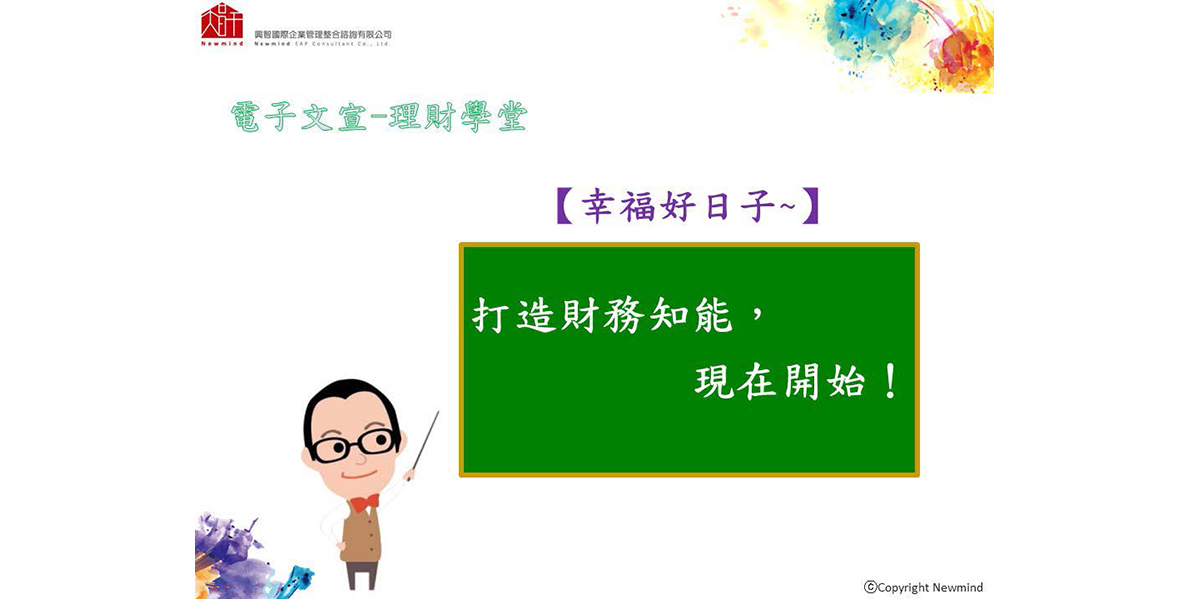 Newmind
興智國際企業管理整合諮詢有限公司
Newmind EAP Consultant Co., Ltd.
電子文宣-理財學堂
【幸福好日子~】
打造財務知能，
現在開始！
ⓒCopyright Newmind